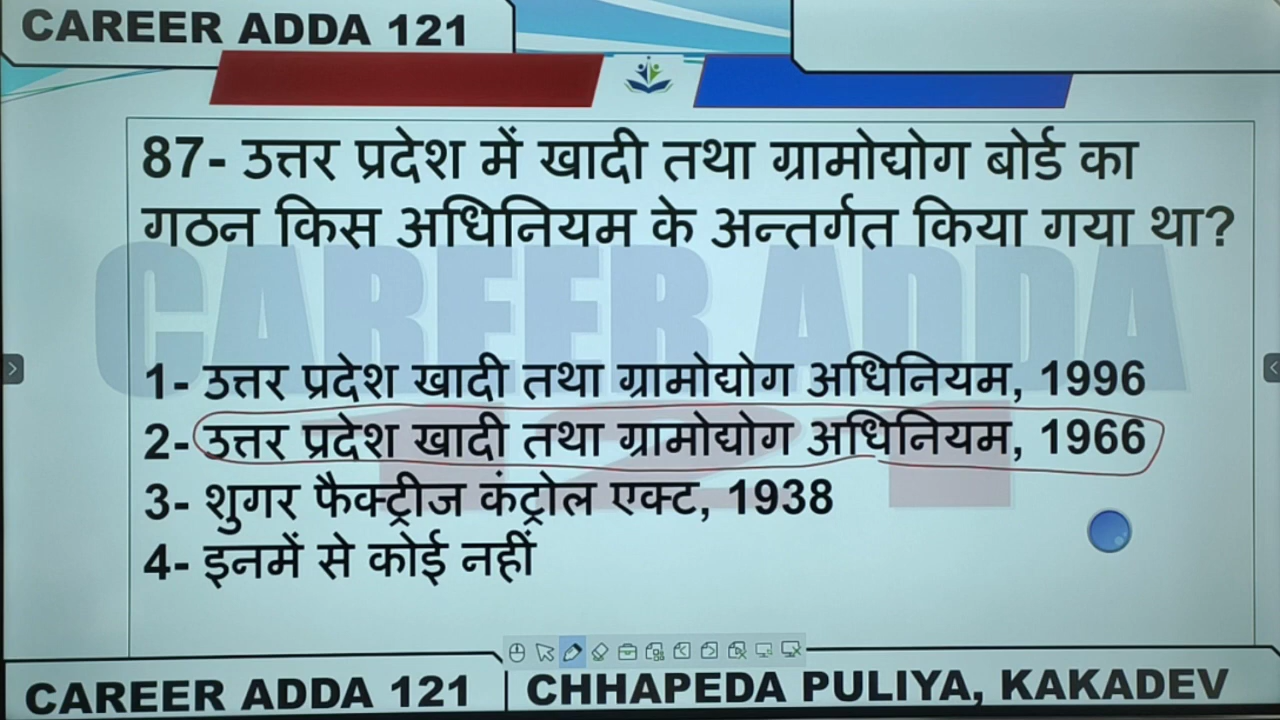 CAREER ADDA 121
87- उत्तर प्रदेश में खादी तथा ग्रामोद्योग बोर्ड का
गठन किस अधिनियम के अन्तर्गत किया गया था?
CAREER ADDA
121
1- उत्तर प्रदेश खादी तथा ग्रामोद्योग अधिनियम, 1996
2- उत्तर प्रदेश खादी तथा ग्रामोद्योग अधिनियम, 1966
3- शुगर फैक्ट्रीज कंट्रोल एक्ट, 1938
4- इनमें से कोई नहीं
CAREER ADDA 121 | CHHAPEDA PULIYA, KAKADEV